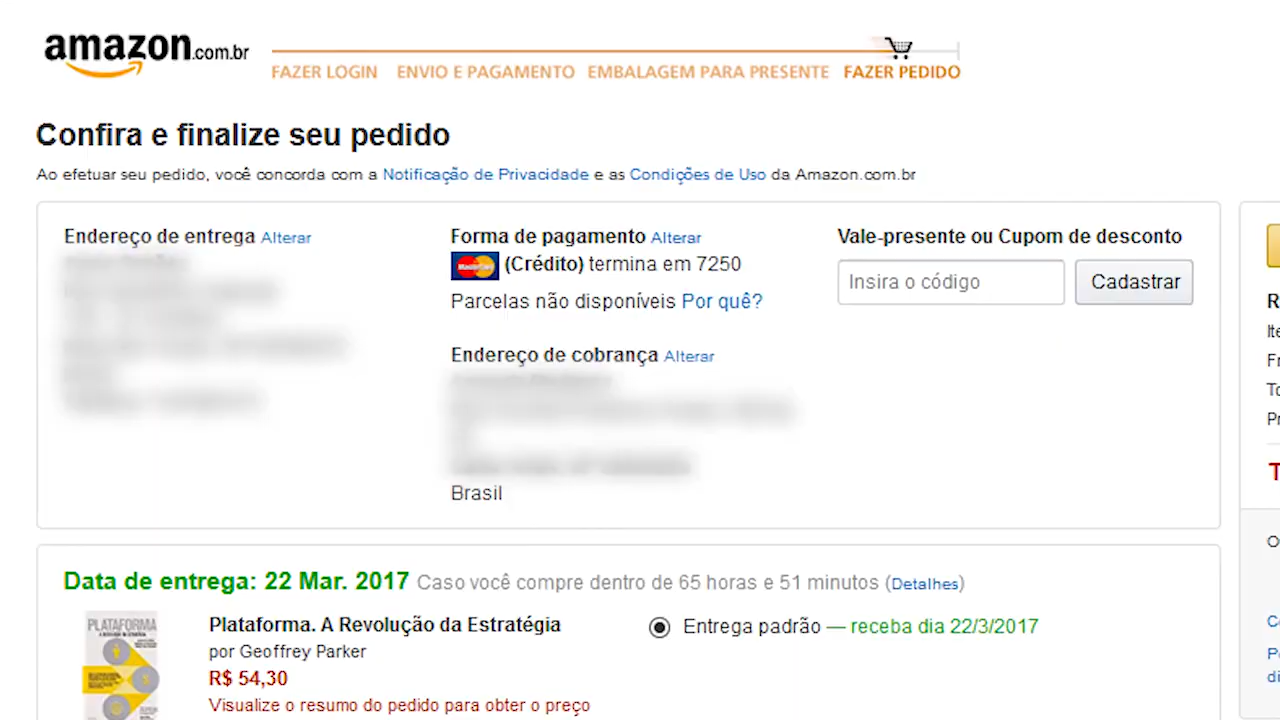 amazon.com.br
FAZER LOGIN ENVIO E PAGAMENTO EMBALAGEM PARA PRESENTE FAZER PEDIDO
Confira e finalize seu pedido
Ao efetuar seu pedido, você concorda com a Notificação de Privacidade e as Condições de Uso da Amazon.com.br
Endereço de entrega Alterar
Forma de pagamento Alterar
MasterCard (Crédito) termina em 7250
Parcelas não disponíveis Por quê?
Endereço de cobrança Alterar
Brasil
Vale-presente ou Cupom de desconto
Insira o código Cadastrar
Data de entrega: 22 Mar. 2017 Caso você compre dentro de 65 horas e 51 minutos (Detalhes)
PLATAFORMA
Plataforma. A Revolução da Estratégia
por Geoffrey Parker
R$ 54,30
Visualize o resumo do pedido para obter o preço
Entrega padrão — receba dia 22/3/2017